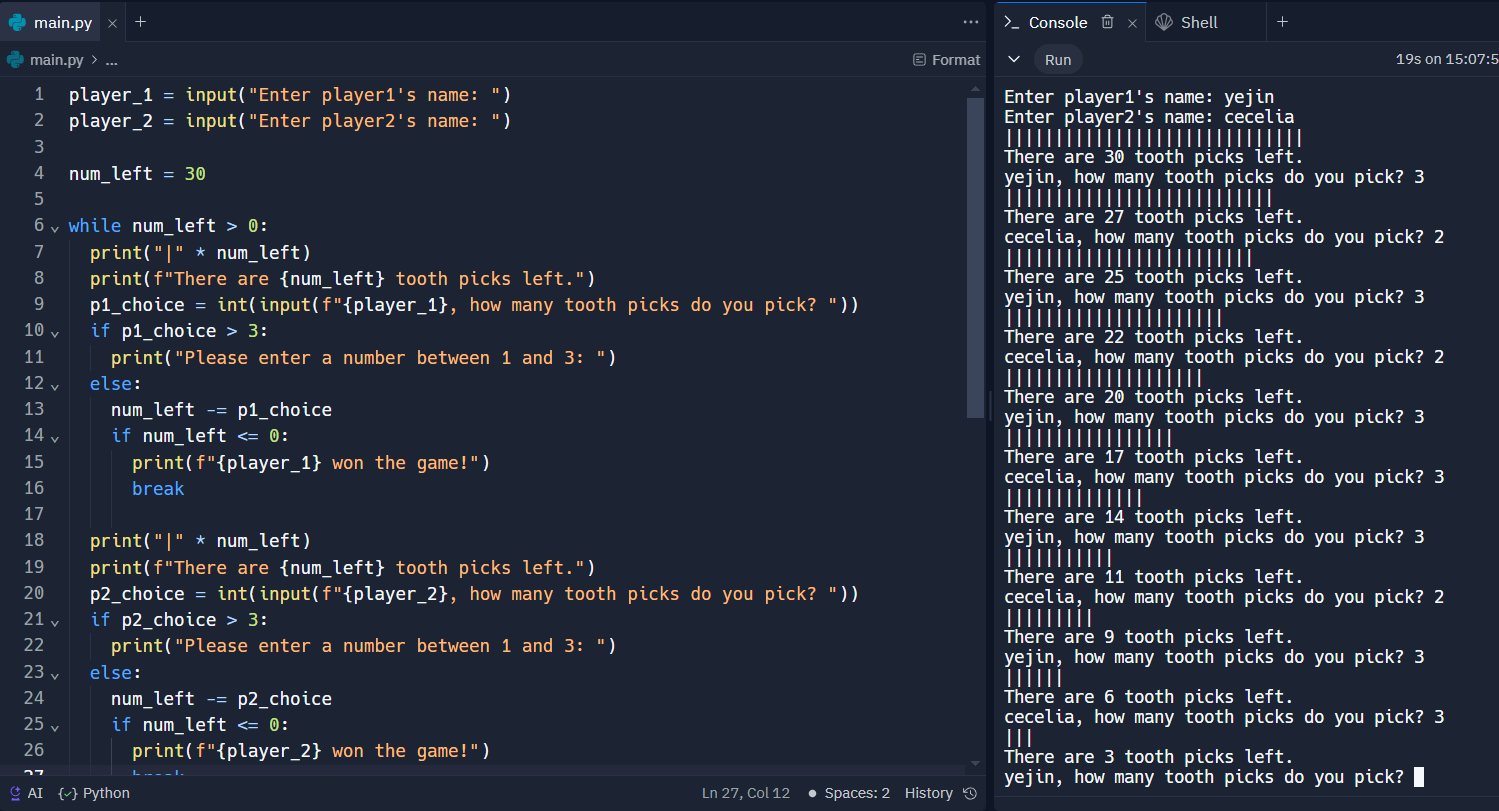 main.py
main.py > ...
Format
1 player_1 = input("Enter player1's name: ")
2 player_2 = input("Enter player2's name: ")
3
4 num_left = 30
5
6 while num_left > 0:
7   print("|" * num_left)
8   print(f"There are {num_left} tooth picks left.")
9   p1_choice = int(input(f"{player_1}, how many tooth picks do you pick? "))
10   if p1_choice > 3:
11     print("Please enter a number between 1 and 3: ")
12   else:
13     num_left -= p1_choice
14     if num_left <= 0:
15       print(f"{player_1} won the game!")
16       break
17
18   print("|" * num_left)
19   print(f"There are {num_left} tooth picks left.")
20   p2_choice = int(input(f"{player_2}, how many tooth picks do you pick? "))
21   if p2_choice > 3:
22     print("Please enter a number between 1 and 3: ")
23   else:
24     num_left -= p2_choice
25     if num_left <= 0:
26       print(f"{player_2} won the game!")
27       break
AI {} Python Ln 27, Col 12 Spaces: 2 History
Console Shell
Run 19s on 15:07:5
Enter player1's name: yejin
Enter player2's name: cecelia
||||||||||||||||||||||||||||||
There are 30 tooth picks left.
yejin, how many tooth picks do you pick? 3
|||||||||||||||||||||||||||
There are 27 tooth picks left.
cecelia, how many tooth picks do you pick? 2
|||||||||||||||||||||||||
There are 25 tooth picks left.
yejin, how many tooth picks do you pick? 3
||||||||||||||||||||||
There are 22 tooth picks left.
cecelia, how many tooth picks do you pick? 2
||||||||||||||||||||
There are 20 tooth picks left.
yejin, how many tooth picks do you pick? 3
|||||||||||||||||
There are 17 tooth picks left.
cecelia, how many tooth picks do you pick? 3
||||||||||||||
There are 14 tooth picks left.
yejin, how many tooth picks do you pick? 3
|||||||||||
There are 11 tooth picks left.
cecelia, how many tooth picks do you pick? 2
|||||||||
There are 9 tooth picks left.
yejin, how many tooth picks do you pick? 3
||||||
There are 6 tooth picks left.
cecelia, how many tooth picks do you pick? 3
|||
There are 3 tooth picks left.
yejin, how many tooth picks do you pick?